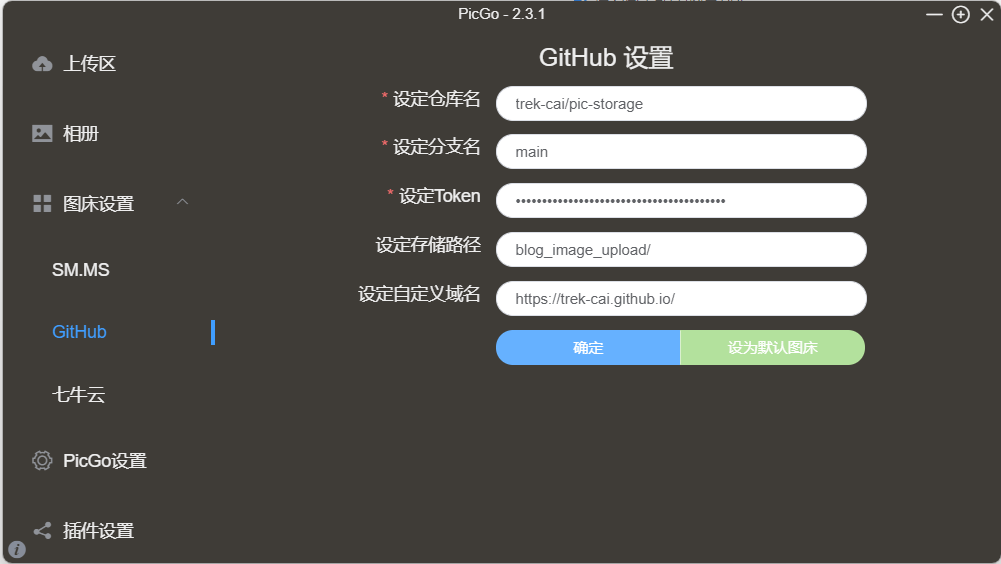 PicGo - 2.3.1
上传区
相册
图床设置
SM.MS
GitHub
七牛云
PicGo设置
插件设置
GitHub 设置
* 设定仓库名 trek-cai/pic-storage
* 设定分支名 main
* 设定Token ••••••••••••••••••••••••••••••••••••••••
设定存储路径 blog_image_upload/
设定自定义域名 https://trek-cai.github.io/
确定 设为默认图床